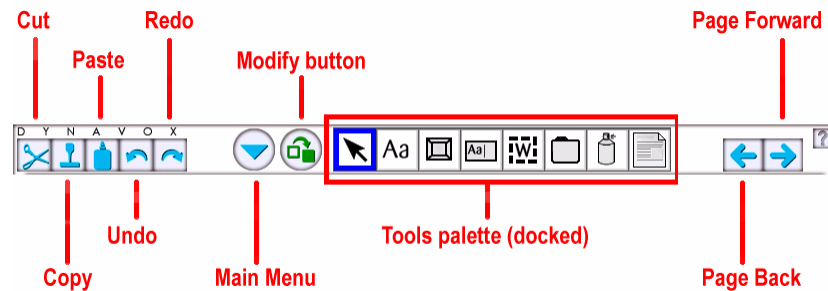 Cut
Redo
Page Forward
Paste
Modify button
D Y N A V O X
Aa
Aa
W
?
Undo
Tools palette (docked)
Copy
Main Menu
Page Back